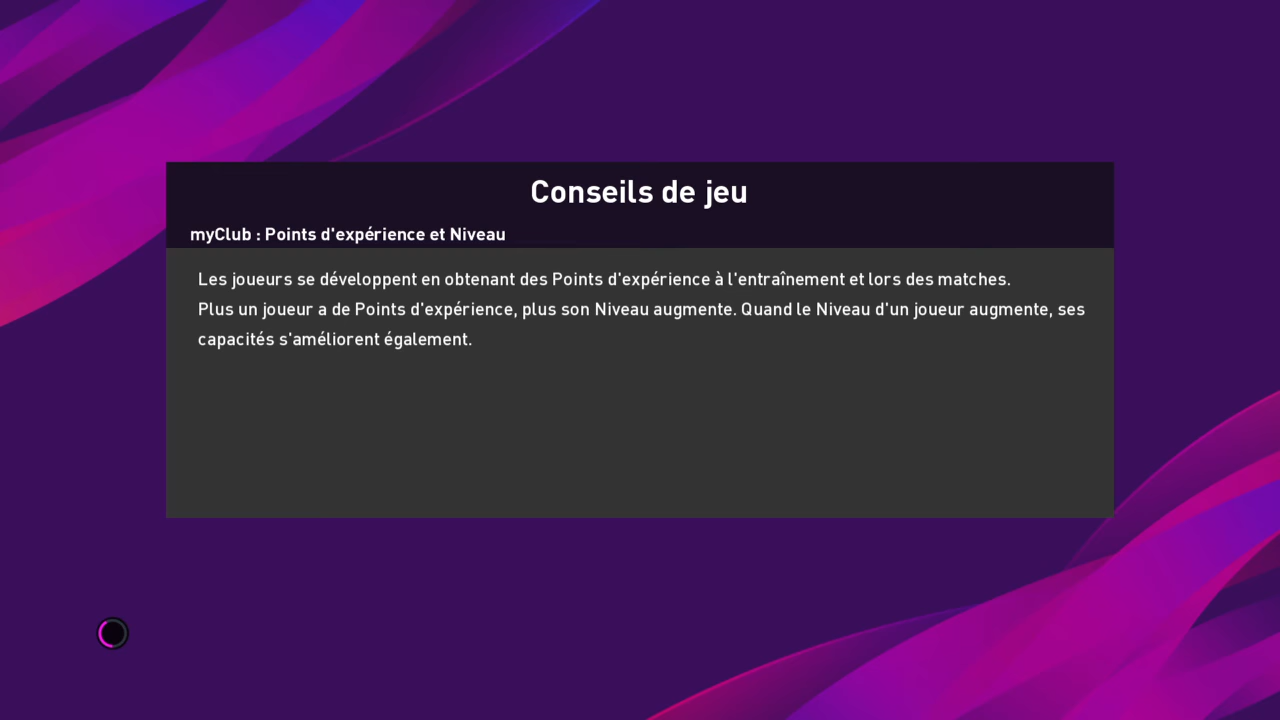 Conseils de jeu
myClub : Points d'expérience et Niveau
Les joueurs se développent en obtenant des Points d'expérience à l'entraînement et lors des matches.
Plus un joueur a de Points d'expérience, plus son Niveau augmente. Quand le Niveau d'un joueur augmente, ses
capacités s'améliorent également.